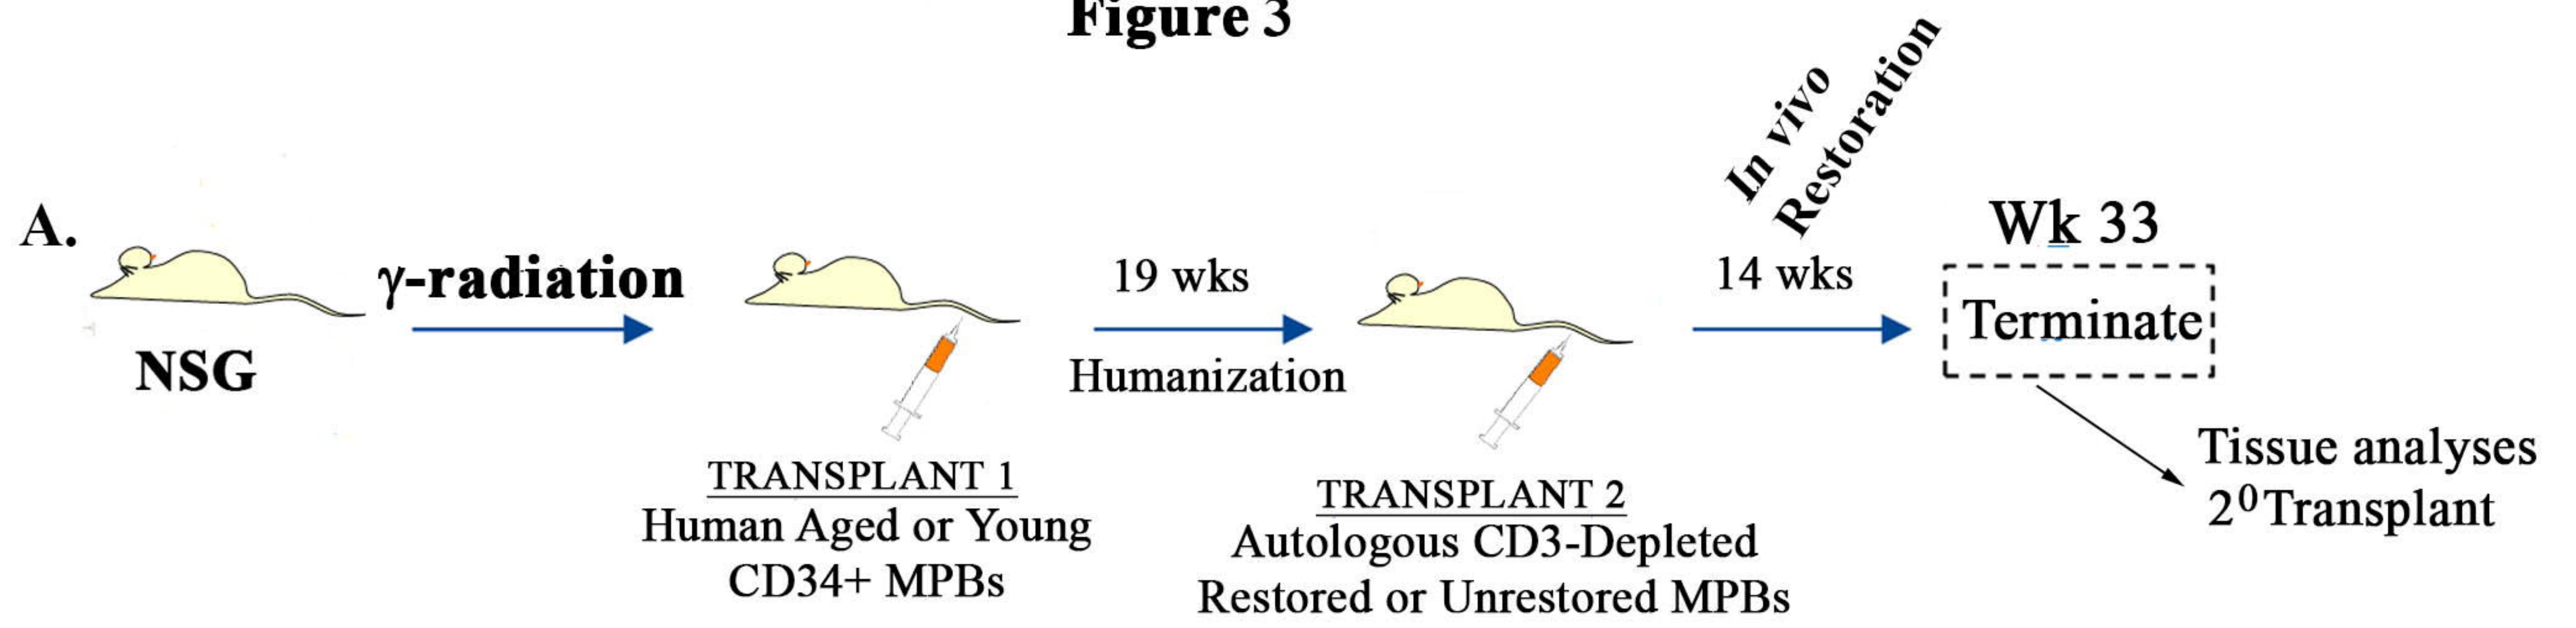 Figure 3
A.
NSG
γ-radiation
TRANSPLANT 1
Human Aged or Young
CD34+ MPBs
19 wks
Humanization
TRANSPLANT 2
Autologous CD3-Depleted
Restored or Unrestored MPBs
In vivo
Restoration
14 wks
Wk 33
Terminate
Tissue analyses
2⁰Transplant